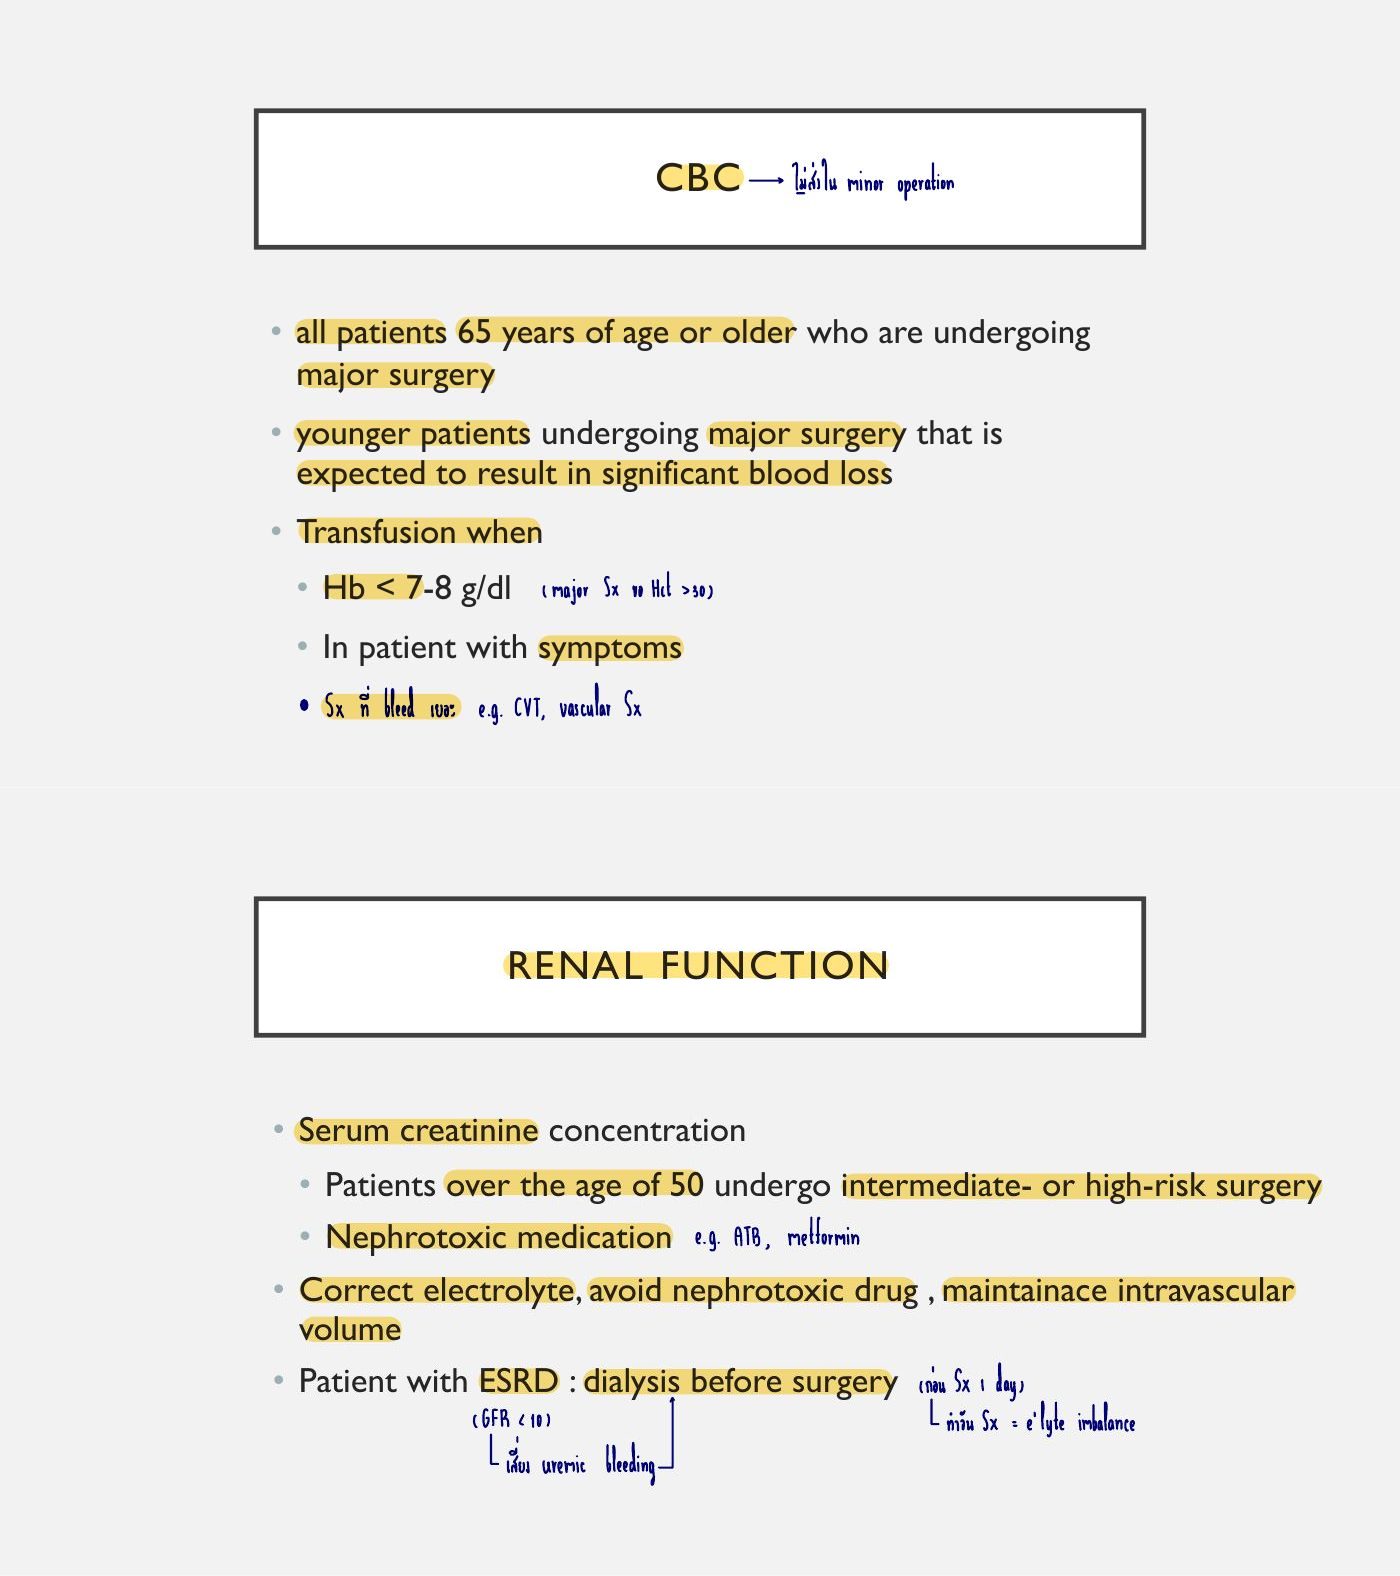 CBC → ไม่ส่งใน minor operation
• all patients 65 years of age or older who are undergoing
major surgery
• younger patients undergoing major surgery that is
expected to result in significant blood loss
• Transfusion when
• Hb < 7-8 g/dl (major Sx ขอ Hct >30)
• In patient with symptoms
• Sx ที่ bleed เยอะ e.g. CVT, vascular Sx
RENAL FUNCTION
• Serum creatinine concentration
• Patients over the age of 50 undergo intermediate- or high-risk surgery
• Nephrotoxic medication e.g. ATB, metformin
• Correct electrolyte, avoid nephrotoxic drug , maintainace intravascular
volume
• Patient with ESRD : dialysis before surgery (ก่อน Sx 1 day)
(GFR < 10)
ทำวัน Sx = e'lyte imbalance
เสี่ยง uremic bleeding